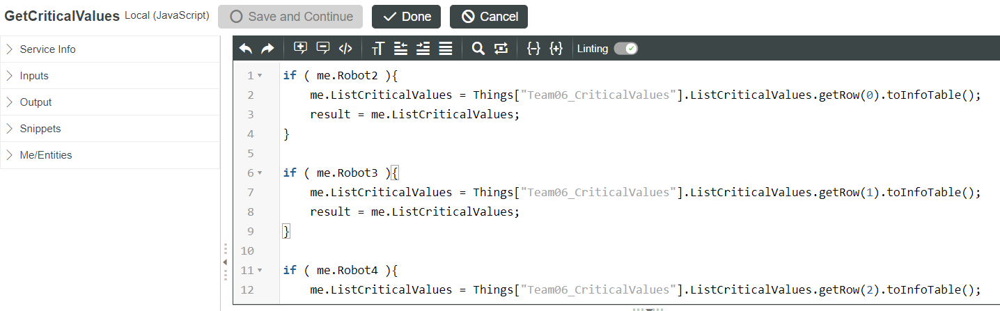 GetCriticalValues Local (JavaScript) Save and Continue Done Cancel
Service Info
Inputs
Output
Snippets
Me/Entities
Linting
1 if ( me.Robot2 ){
2 me.ListCriticalValues = Things["Team06_CriticalValues"].ListCriticalValues.getRow(0).toInfoTable();
3 result = me.ListCriticalValues;
4 }
5
6 if ( me.Robot3 ){
7 me.ListCriticalValues = Things["Team06_CriticalValues"].ListCriticalValues.getRow(1).toInfoTable();
8 result = me.ListCriticalValues;
9 }
10
11 if ( me.Robot4 ){
12 me.ListCriticalValues = Things["Team06_CriticalValues"].ListCriticalValues.getRow(2).toInfoTable();